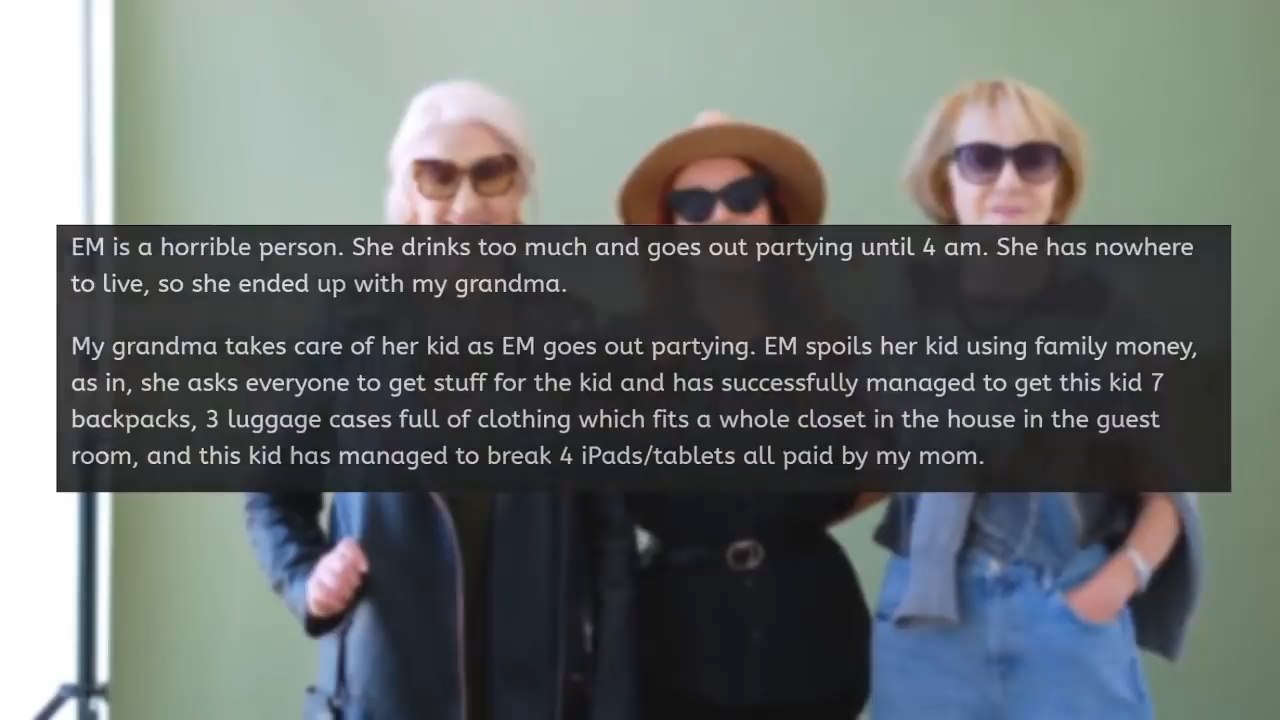 EM is a horrible person. She drinks too much and goes out partying until 4 am. She has nowhere
to live, so she ended up with my grandma.
My grandma takes care of her kid as EM goes out partying. EM spoils her kid using family money,
as in, she asks everyone to get stuff for the kid and has successfully managed to get this kid 7
backpacks, 3 luggage cases full of clothing which fits a whole closet in the house in the guest
room, and this kid has managed to break 4 iPads/tablets all paid by my mom.